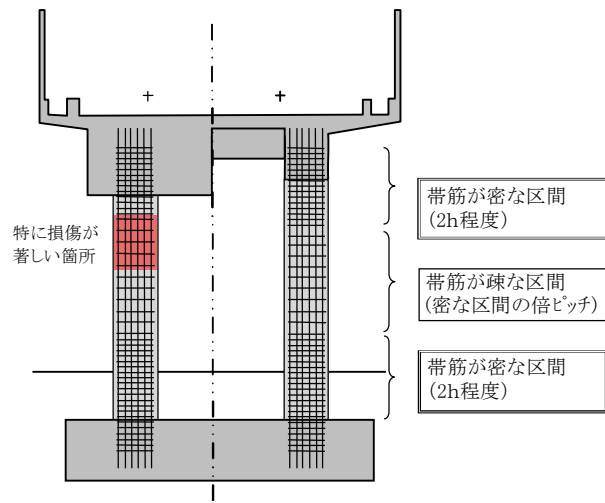 特に損傷が
著しい箇所
帯筋が密な区間
(2h程度)
帯筋が疎な区間
(密な区間の倍ﾋﾟｯﾁ)
帯筋が密な区間
(2h程度)